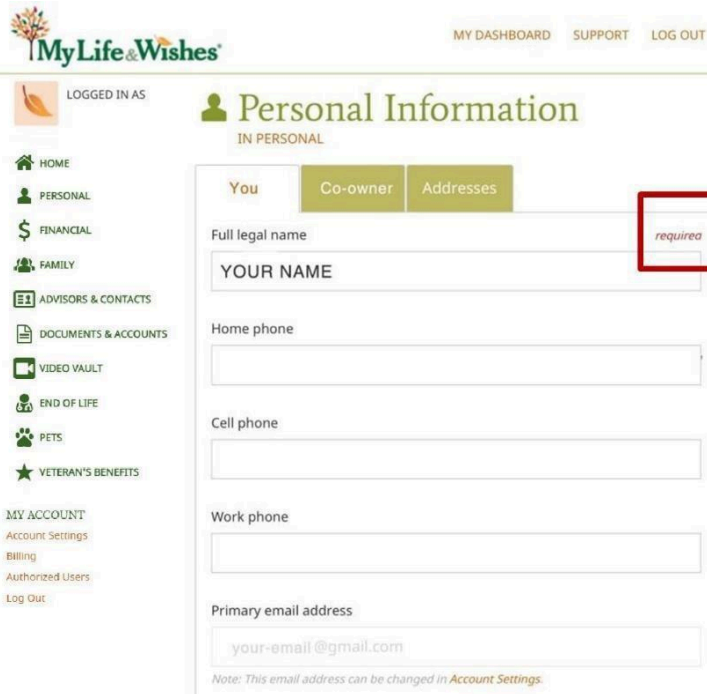 MyLife&Wishes®
MY DASHBOARD SUPPORT LOG OUT
LOGGED IN AS
Personal Information
IN PERSONAL
HOME
PERSONAL
FINANCIAL
FAMILY
ADVISORS & CONTACTS
DOCUMENTS & ACCOUNTS
VIDEO VAULT
END OF LIFE
PETS
VETERAN'S BENEFITS
MY ACCOUNT
Account Settings
Billing
Authorized Users
Log Out
You Co-owner Addresses
Full legal name required
YOUR NAME
Home phone
Cell phone
Work phone
Primary email address
your-email@gmail.com
Note: This email address can be changed in Account Settings.